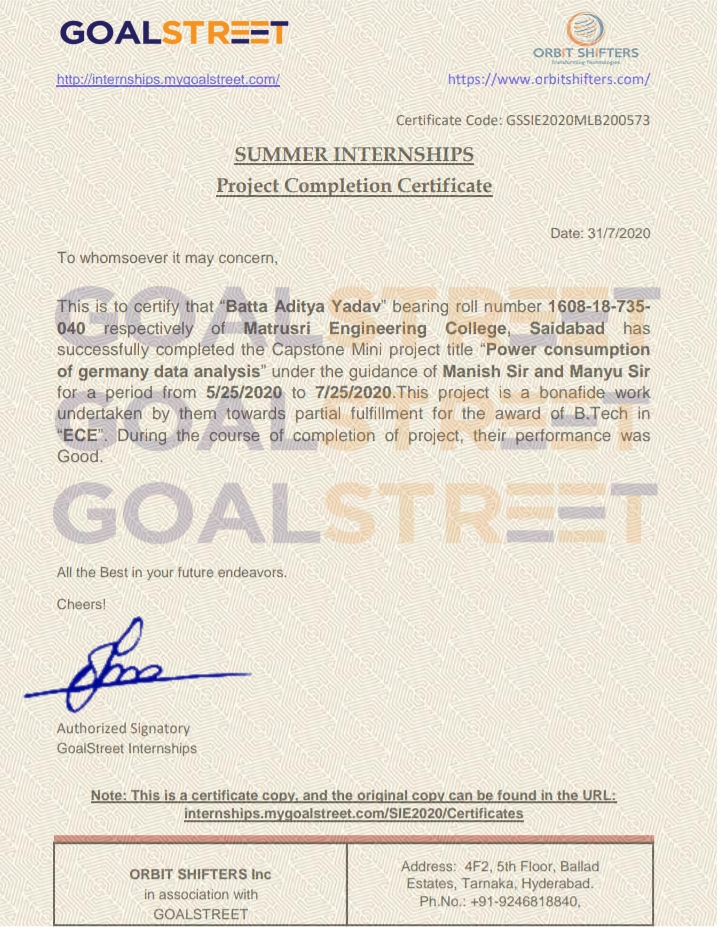 GOALSTREET
ORBIT SHIFTERS
Transforming Technologies
http://internships.mygoalstreet.com/
https://www.orbitshifters.com/
Certificate Code: GSSIE2020MLB200573
SUMMER INTERNSHIPS
Project Completion Certificate
Date: 31/7/2020
To whomsoever it may concern,
This is to certify that “Batta Aditya Yadav” bearing roll number 1608-18-735-
040 respectively of Matrusri Engineering College, Saidabad has
successfully completed the Capstone Mini project title “Power consumption
of germany data analysis” under the guidance of Manish Sir and Manyu Sir
for a period from 5/25/2020 to 7/25/2020.This project is a bonafide work
undertaken by them towards partial fulfillment for the award of B.Tech in
“ECE”. During the course of completion of project, their performance was
Good.
GOALSTREET
GOALSTREET
GOALSTREET
All the Best in your future endeavors.
Cheers!
Authorized Signatory
GoalStreet Internships
Note: This is a certificate copy, and the original copy can be found in the URL:
internships.mygoalstreet.com/SIE2020/Certificates
ORBIT SHIFTERS Inc
in association with
GOALSTREET
Address: 4F2, 5th Floor, Ballad
Estates, Tarnaka, Hyderabad.
Ph.No.: +91-9246818840,